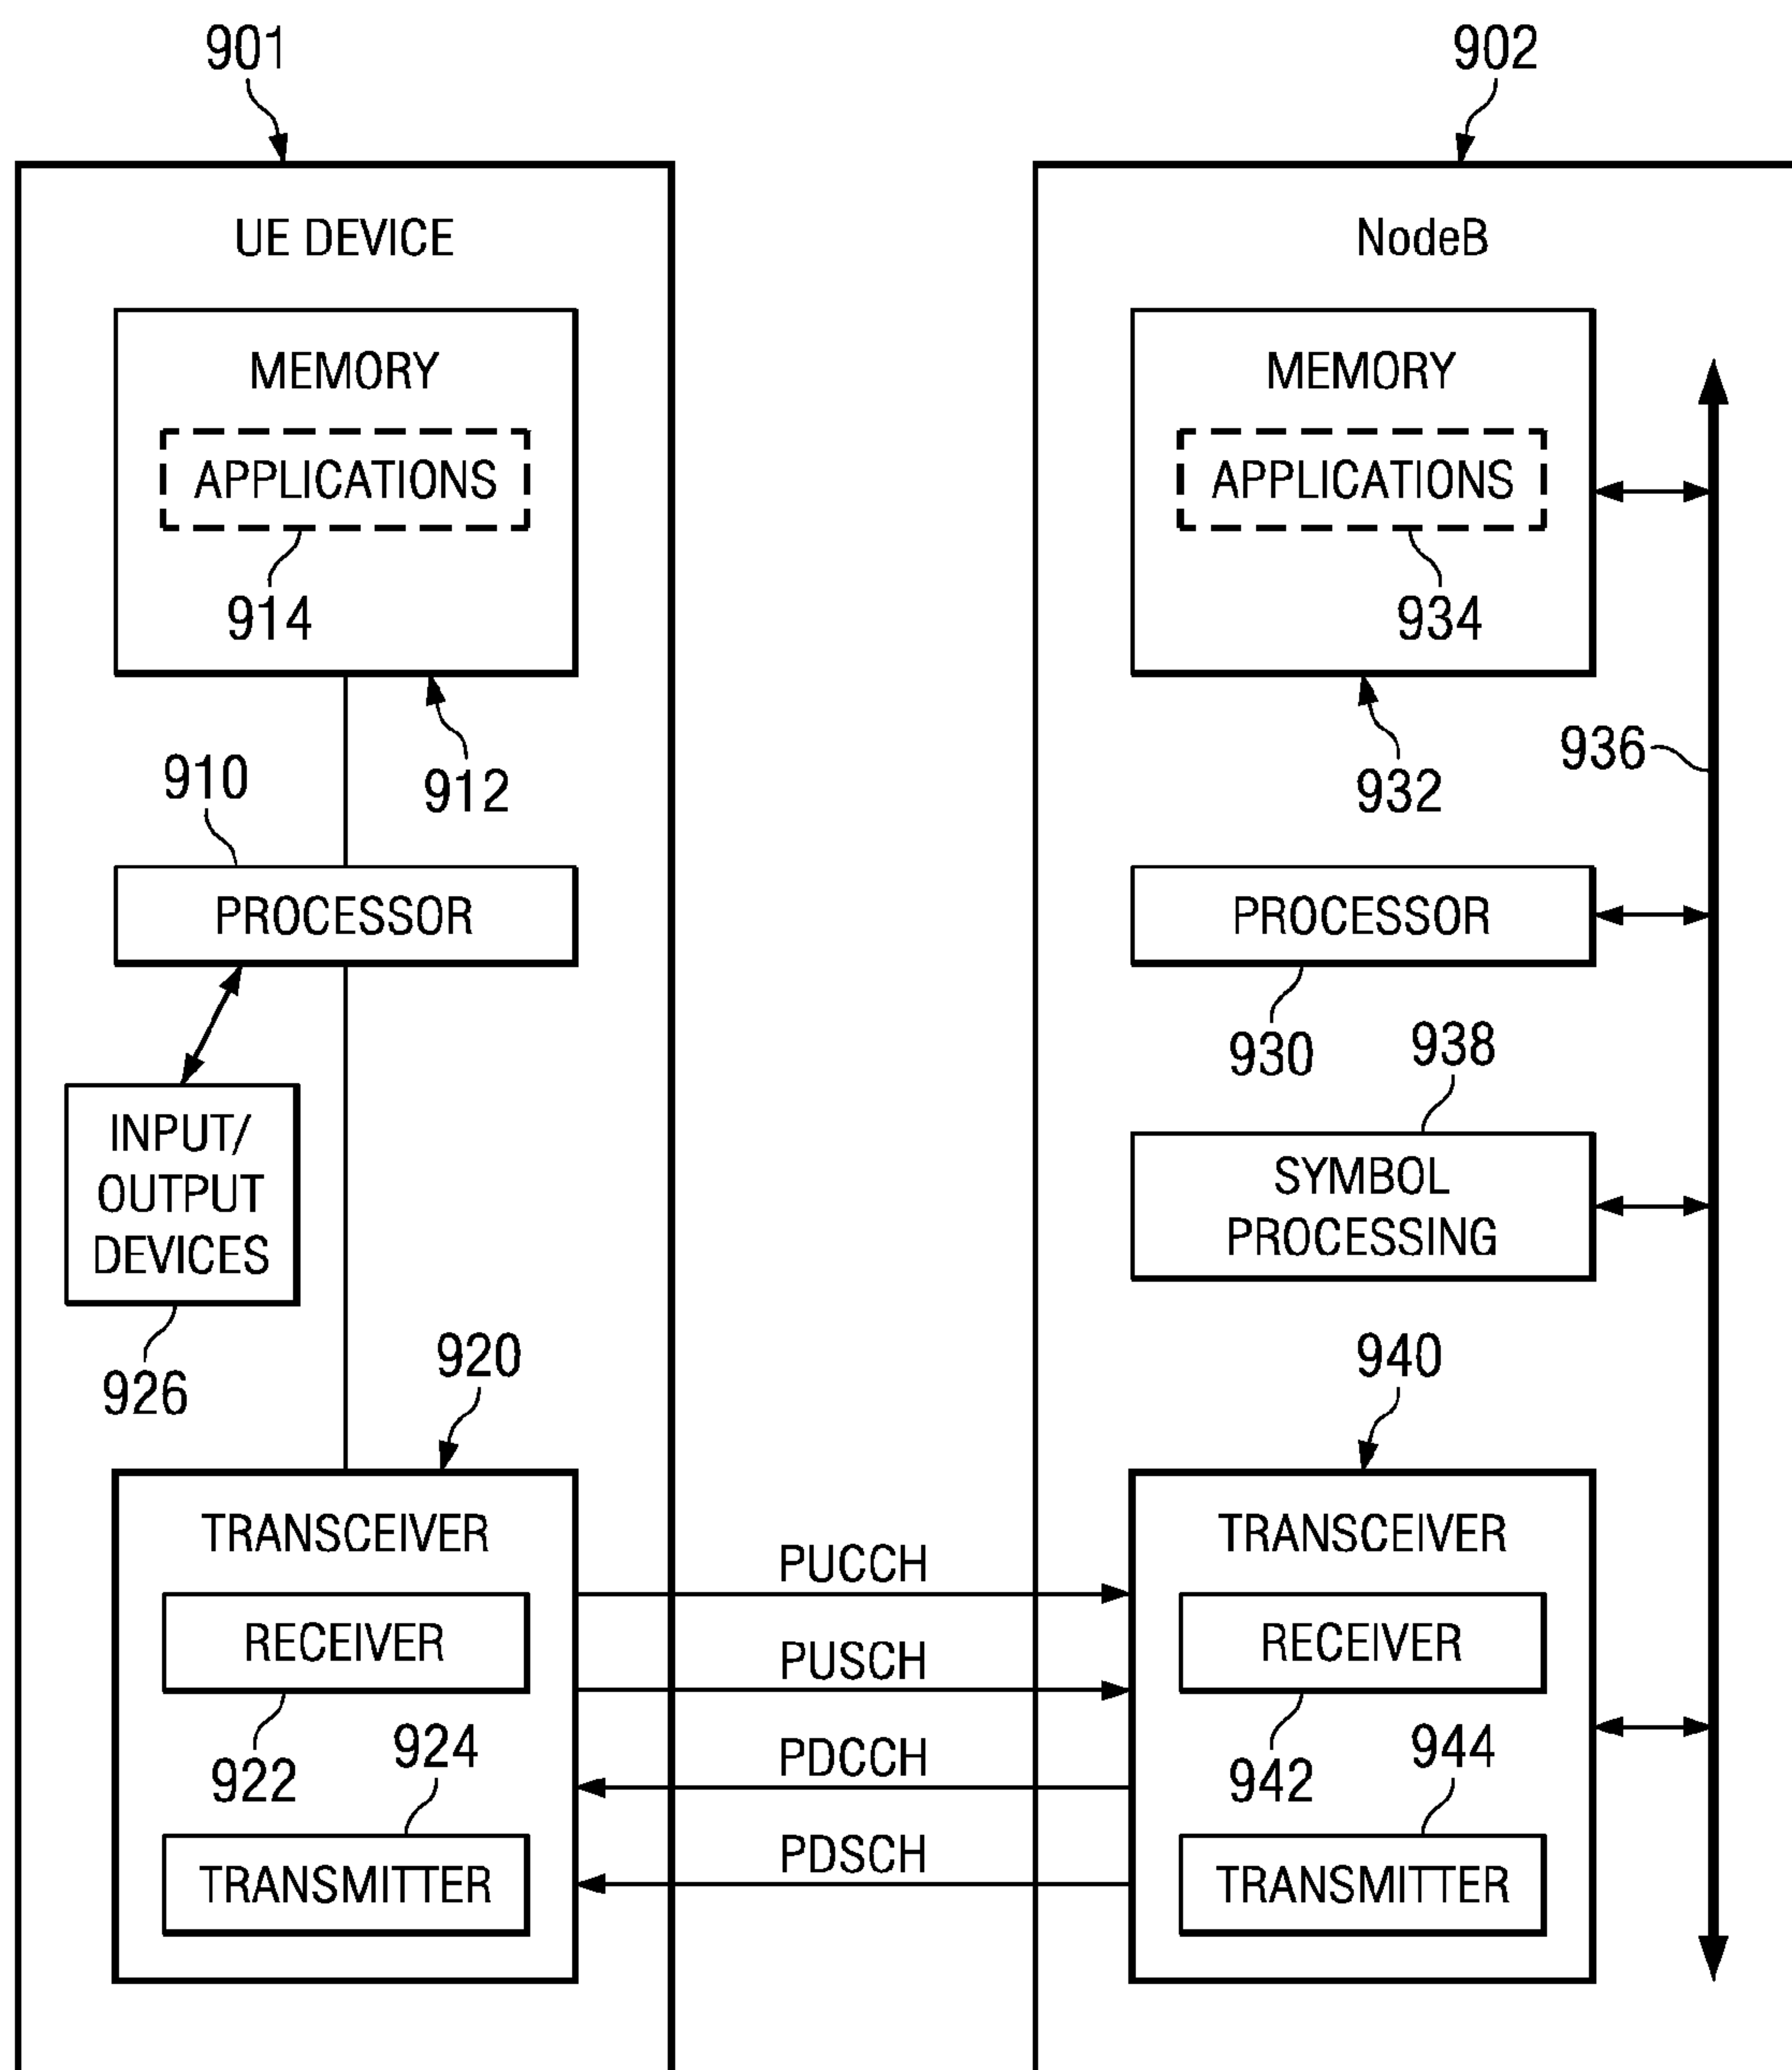 901
902
UE DEVICE
NodeB
MEMORY
APPLICATIONS
914
912
910
PROCESSOR
INPUT/
OUTPUT
DEVICES
926
920
TRANSCEIVER
RECEIVER
922
924
TRANSMITTER
PUCCH
PUSCH
PDCCH
PDSCH
MEMORY
APPLICATIONS
934
932
936
PROCESSOR
930
938
SYMBOL
PROCESSING
940
TRANSCEIVER
RECEIVER
942
944
TRANSMITTER